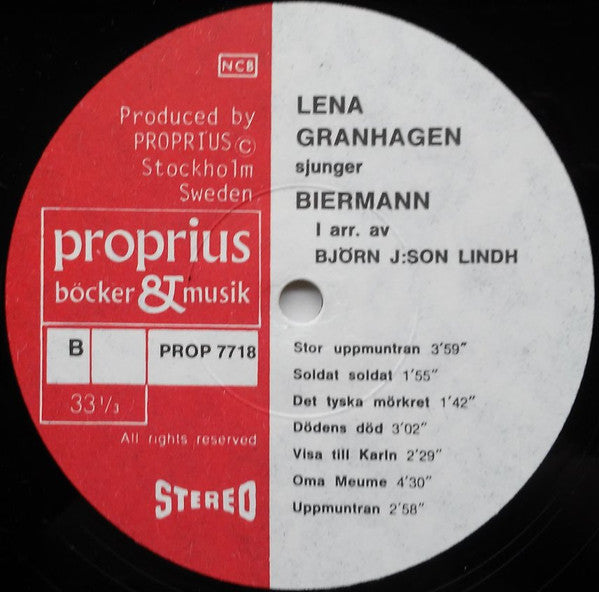 NCB
Produced by
PROPRIUS ©
Stockholm
Sweden
proprius
böcker & musik
B
PROP 7718
33 1/3
All rights reserved
STEREO
LENA
GRANHAGEN
sjunger
BIERMANN
I arr. av
BJÖRN J:SON LINDH
Stor uppmuntran 3'59"
Soldat soldat 1'55"
Det tyska mörkret 1'42"
Dödens död 3'02"
Visa till Karin 2'29"
Oma Meume 4'30"
Uppmuntran 2'58"